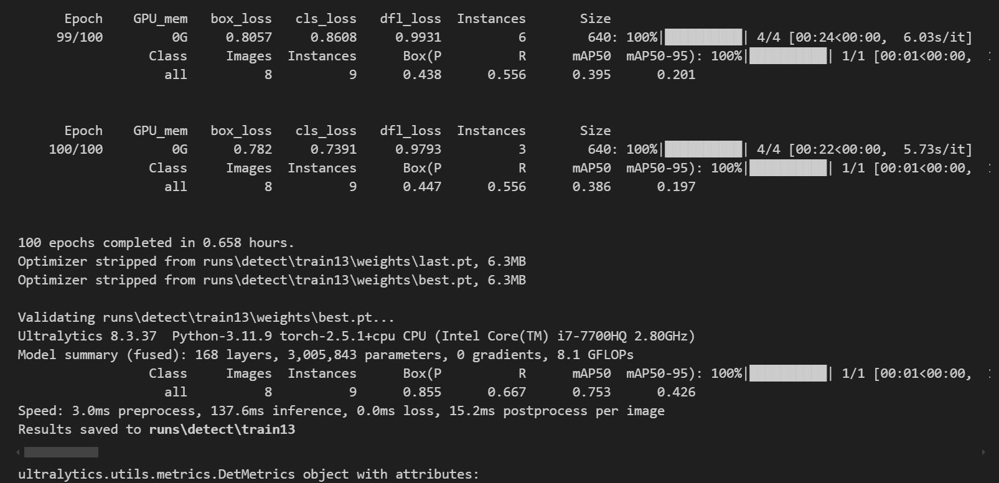 Epoch GPU_mem box_loss cls_loss dfl_loss Instances Size
99/100 0G 0.8057 0.8608 0.9931 6 640: 100%|██████████| 4/4 [00:24<00:00, 6.03s/it]
Class Images Instances Box(P R mAP50 mAP50-95): 100%|██████████| 1/1 [00:01<00:00,
all 8 9 0.438 0.556 0.395 0.201
Epoch GPU_mem box_loss cls_loss dfl_loss Instances Size
100/100 0G 0.782 0.7391 0.9793 3 640: 100%|██████████| 4/4 [00:22<00:00, 5.73s/it]
Class Images Instances Box(P R mAP50 mAP50-95): 100%|██████████| 1/1 [00:01<00:00,
all 8 9 0.447 0.556 0.386 0.197
100 epochs completed in 0.658 hours.
Optimizer stripped from runs\detect\train13\weights\last.pt, 6.3MB
Optimizer stripped from runs\detect\train13\weights\best.pt, 6.3MB
Validating runs\detect\train13\weights\best.pt...
Ultralytics 8.3.37 Python-3.11.9 torch-2.5.1+cpu CPU (Intel Core(TM) i7-7700HQ 2.80GHz)
Model summary (fused): 168 layers, 3,005,843 parameters, 0 gradients, 8.1 GFLOPs
Class Images Instances Box(P R mAP50 mAP50-95): 100%|██████████| 1/1 [00:01<00:00,
all 8 9 0.855 0.667 0.753 0.426
Speed: 3.0ms preprocess, 137.6ms inference, 0.0ms loss, 15.2ms postprocess per image
Results saved to runs\detect\train13
ultralytics.utils.metrics.DetMetrics object with attributes: